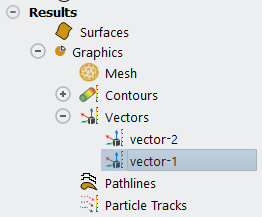 Results
Surfaces
Graphics
Mesh
Contours
Vectors
vector-2
vector-1
Pathlines
Particle Tracks